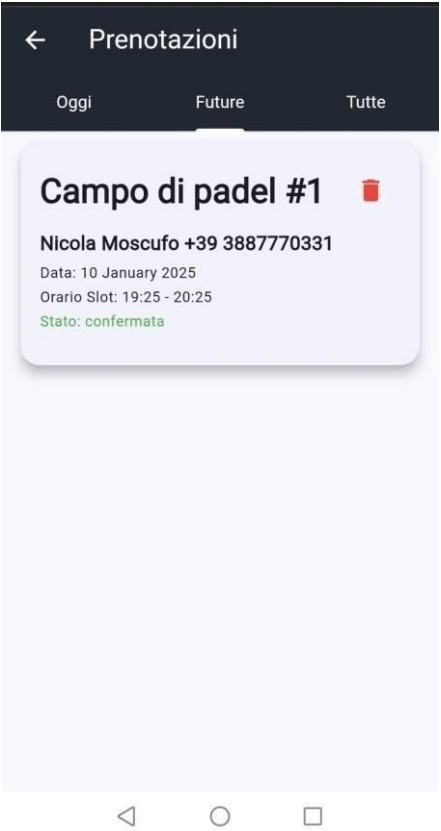 Prenotazioni
Oggi Future Tutte
Campo di padel #1
Nicola Moscufo +39 3887770331
Data: 10 January 2025
Orario Slot: 19:25 - 20:25
Stato: confermata